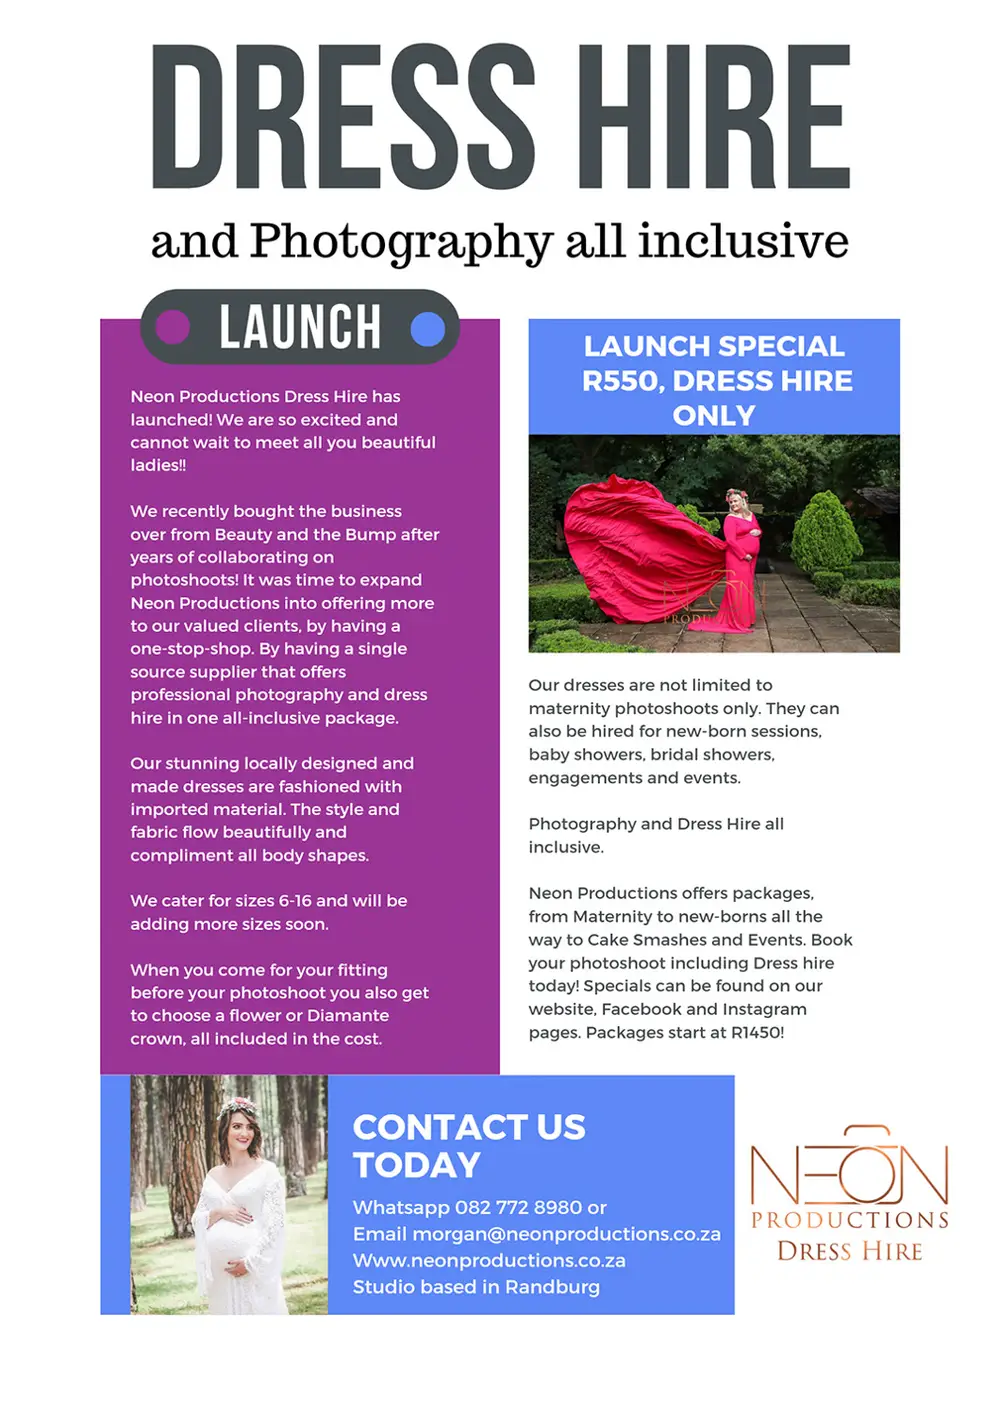 DRESS HIRE
and Photography all inclusive
LAUNCH
Neon Productions Dress Hire has
launched! We are so excited and
cannot wait to meet all you beautiful
ladies!!
We recently bought the business
over from Beauty and the Bump after
years of collaborating on
photoshoots! It was time to expand
Neon Productions into offering more
to our valued clients, by having a
one-stop-shop. By having a single
source supplier that offers
professional photography and dress
hire in one all-inclusive package.
Our stunning locally designed and
made dresses are fashioned with
imported material. The style and
fabric flow beautifully and
compliment all body shapes.
We cater for sizes 6-16 and will be
adding more sizes soon.
When you come for your fitting
before your photoshoot you also get
to choose a flower or Diamante
crown, all included in the cost.
LAUNCH SPECIAL
R550, DRESS HIRE
ONLY
NEON
Our dresses are not limited to
maternity photoshoots only. They can
also be hired for new-born sessions,
baby showers, bridal showers,
engagements and events.
Photography and Dress Hire all
inclusive.
Neon Productions offers packages,
from Maternity to new-borns all the
way to Cake Smashes and Events. Book
your photoshoot including Dress hire
today! Specials can be found on our
website, Facebook and Instagram
pages. Packages start at R1450!
CONTACT US
TODAY
Whatsapp 082 772 8980 or
Email morgan@neonproductions.co.za
Www.neonproductions.co.za
Studio based in Randburg
NEON
PRODUCTIONS
DRESS HIRE